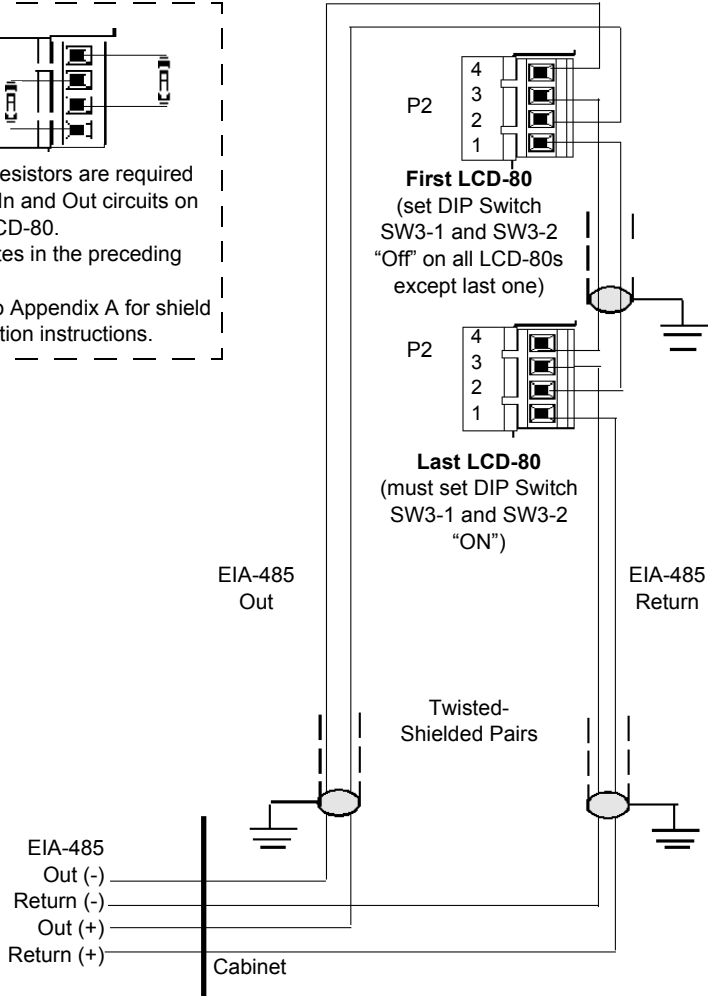 esistors are required
In and Out circuits on
CD-80.
tes in the preceding
o Appendix A for shield
tion instructions.
P2
4
3
2
1
First LCD-80
(set DIP Switch
SW3-1 and SW3-2
“Off” on all LCD-80s
except last one)
P2
4
3
2
1
Last LCD-80
(must set DIP Switch
SW3-1 and SW3-2
“ON”)
EIA-485
Out
EIA-485
Return
Twisted-
Shielded Pairs
EIA-485
Out (-)
Return (-)
Out (+)
Return (+)
Cabinet